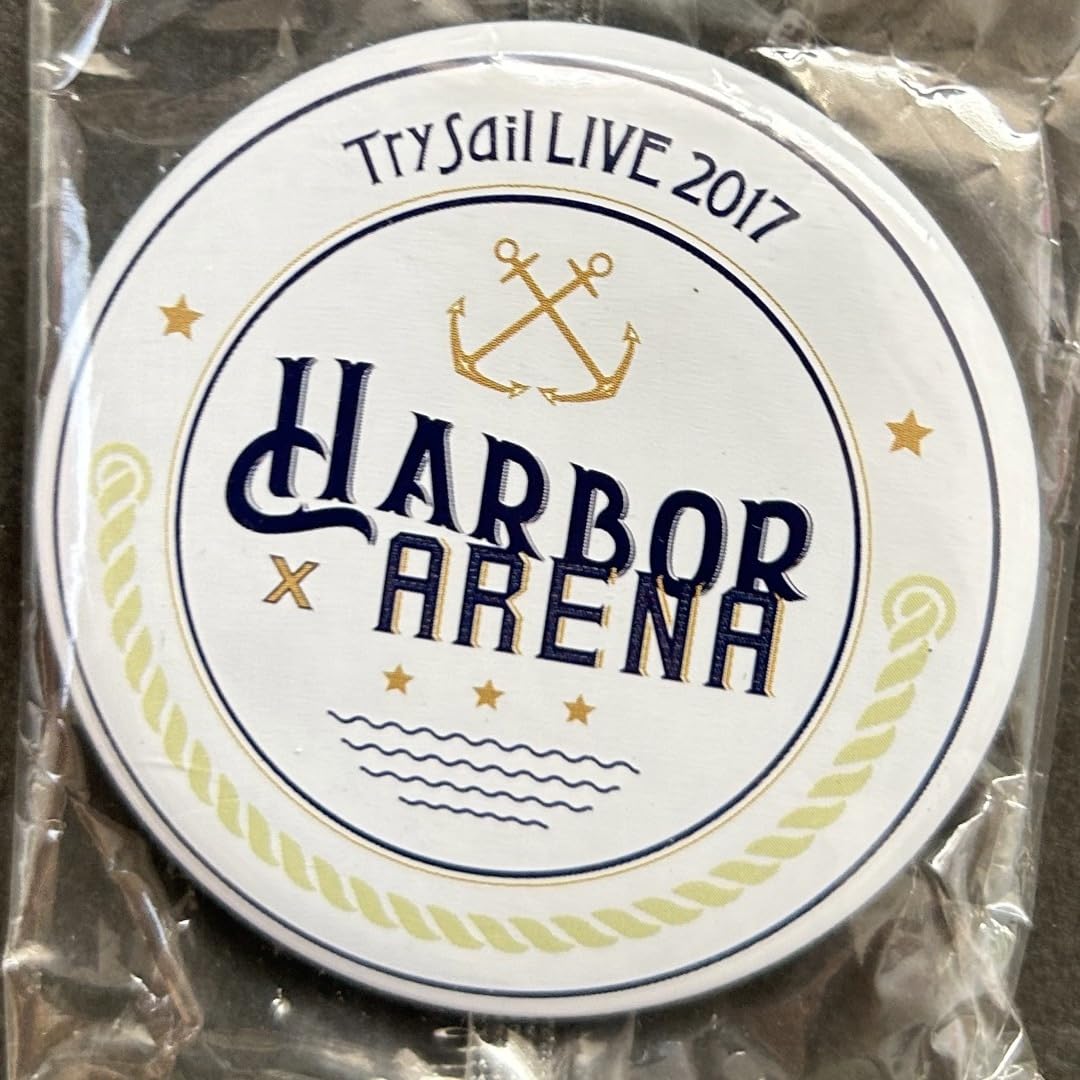 TrySail LIVE 2017
HARBOR
x ARENA